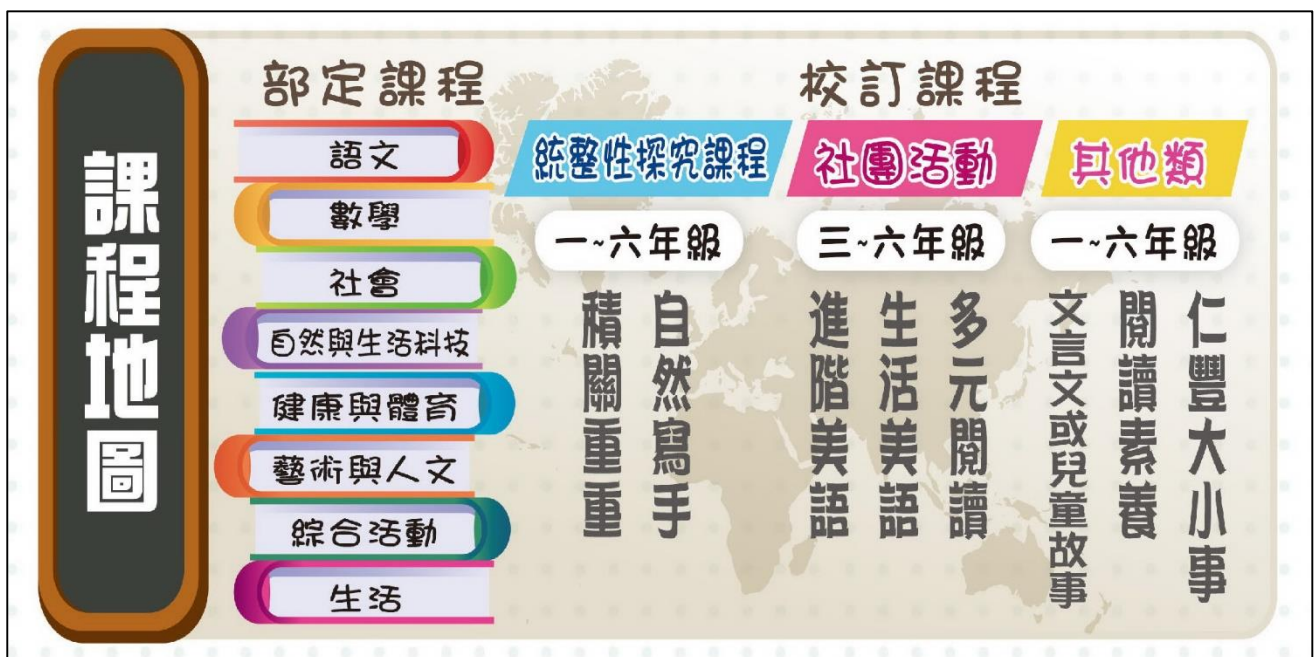 課程地圖
部定課程
語文
數學
社會
自然與生活科技
健康與體育
藝術與人文
綜合活動
生活
校訂課程
統整性探究課程
一~六年級
積關重重
自然寫手
社團活動
三~六年級
進階美語
生活美語
多元閱讀
其他類
一~六年級
文言文或兒童故事
閱讀素養
仁豐大小事